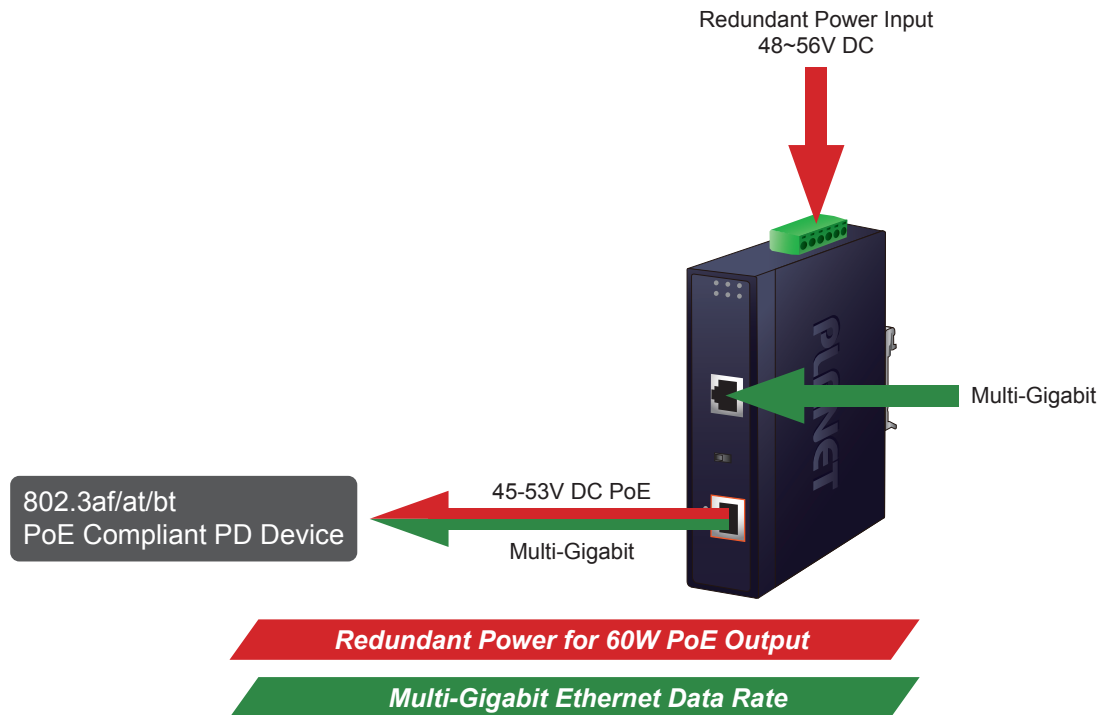 Redundant Power Input
48~56V DC
PLANET
Multi-Gigabit
45-53V DC PoE
802.3af/at/bt
PoE Compliant PD Device
Multi-Gigabit
Redundant Power for 60W PoE Output
Multi-Gigabit Ethernet Data Rate